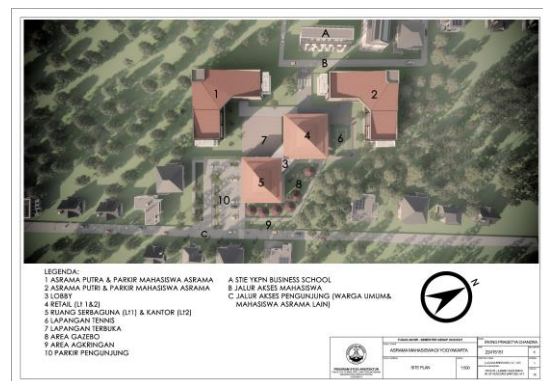 A
B
1
2
7
4
6
3
5
8
10
9
C
LEGENDA:
1 ASRAMA PUTRA & PARKIR MAHASISWA ASRAMA
2 ASRAMA PUTRI & PARKIR MAHASISWA ASRAMA
3 LOBBY
4 RETAIL (Lt 1&2)
5 RUANG SERBAGUNA (Lt1) & KANTOR (Lt2)
6 LAPANGAN TENNIS
7 LAPANGAN TERBUKA
8 AREA GAZEBO
9 AREA AGKRINGAN
10 PARKIR PENGUNJUNG
A STIE YKPN BUSINESS SCHOOL
B JALUR AKSES MAHASISWA
C JALUR AKSES PENGUNJUNG (WARGA UMUM&
MAHASISWA ASRAMA LAIN)
N
ASRAMA MAHASISWA DI YOGYAKARTA
SITE PLAN